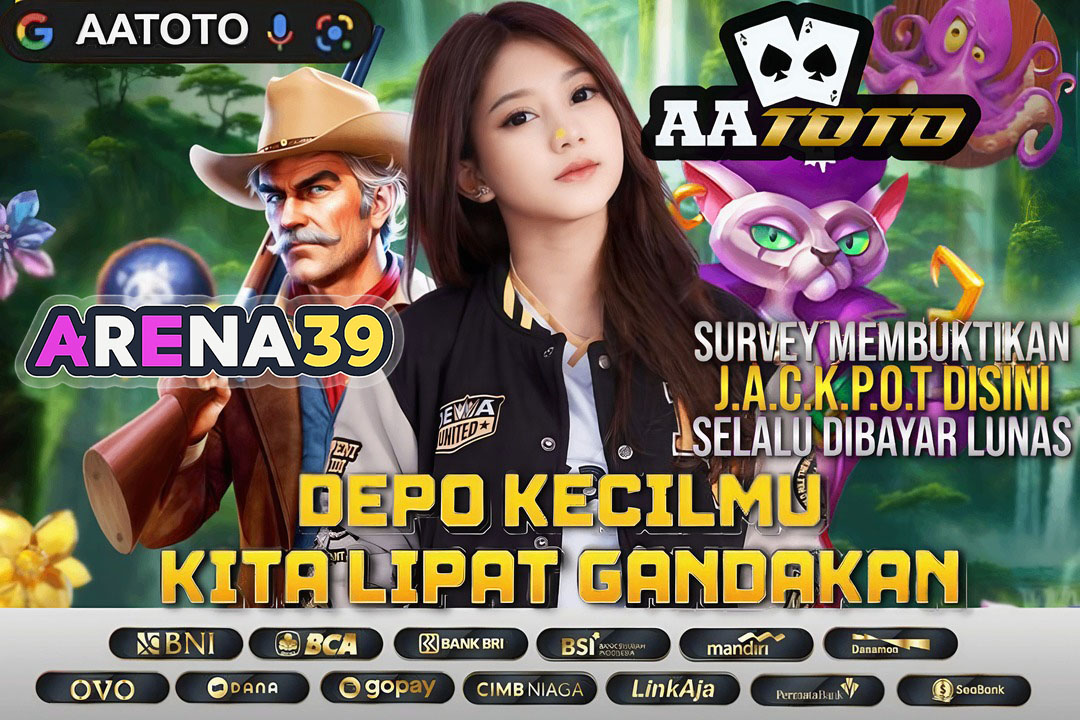 AATOTO
AATOTO
ARENA39
SURVEY MEMBUKTIKAN
J.A.C.K.P.O.T DISINI
SELALU DIBAYAR LUNAS
UNITED
DEPO KECILMU
KITA LIPAT GANDAKAN
BNI
BCA
BANK BRI
BSI
mandiri
Danamon
OVO
DANA
gopay
CIMB NIAGA
LinkAja
PermataBank
SeaBank